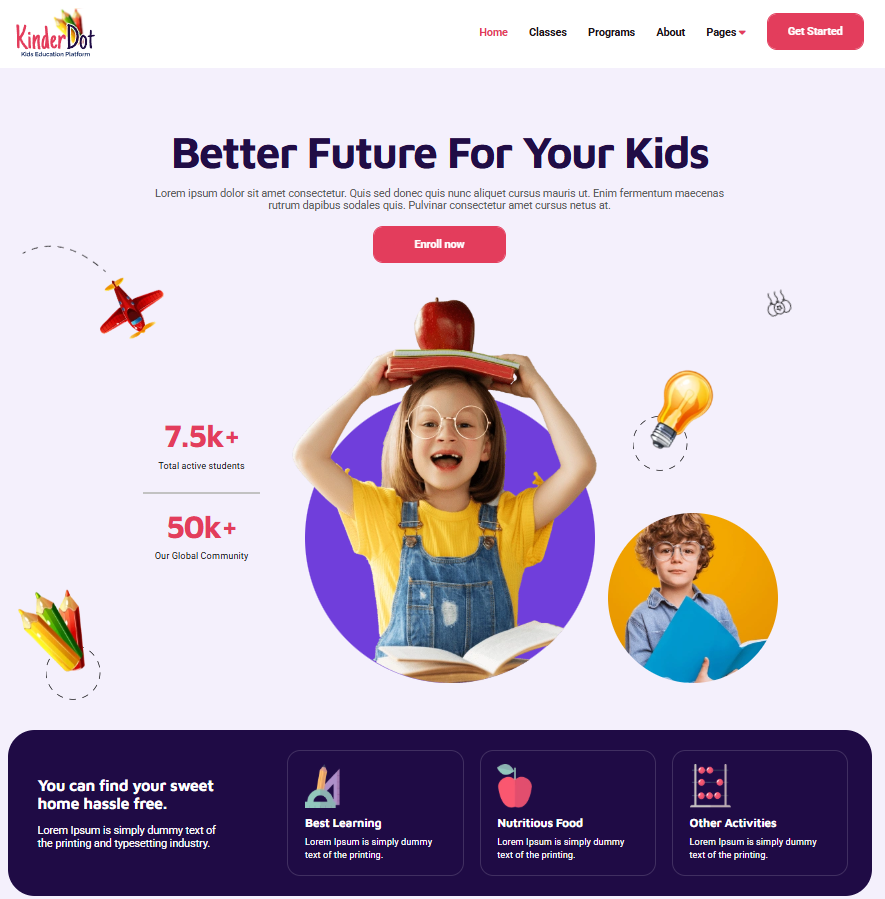 KinderDot
Kids Education Platform
Home
Classes
Programs
About
Pages
Get Started
Better Future For Your Kids
Lorem ipsum dolor sit amet consectetur. Quis sed donec quis nunc aliquet cursus mauris ut. Enim fermentum maecenas
rutrum dapibus sodales quis. Pulvinar consectetur amet cursus netus at.
Enroll now
7.5k+
Total active students
50k+
Our Global Community
You can find your sweet
home hassle free.
Lorem Ipsum is simply dummy text of
the printing and typesetting industry.
Best Learning
Lorem Ipsum is simply dummy
text of the printing.
Nutritious Food
Lorem Ipsum is simply dummy
text of the printing.
Other Activities
Lorem Ipsum is simply dummy
text of the printing.